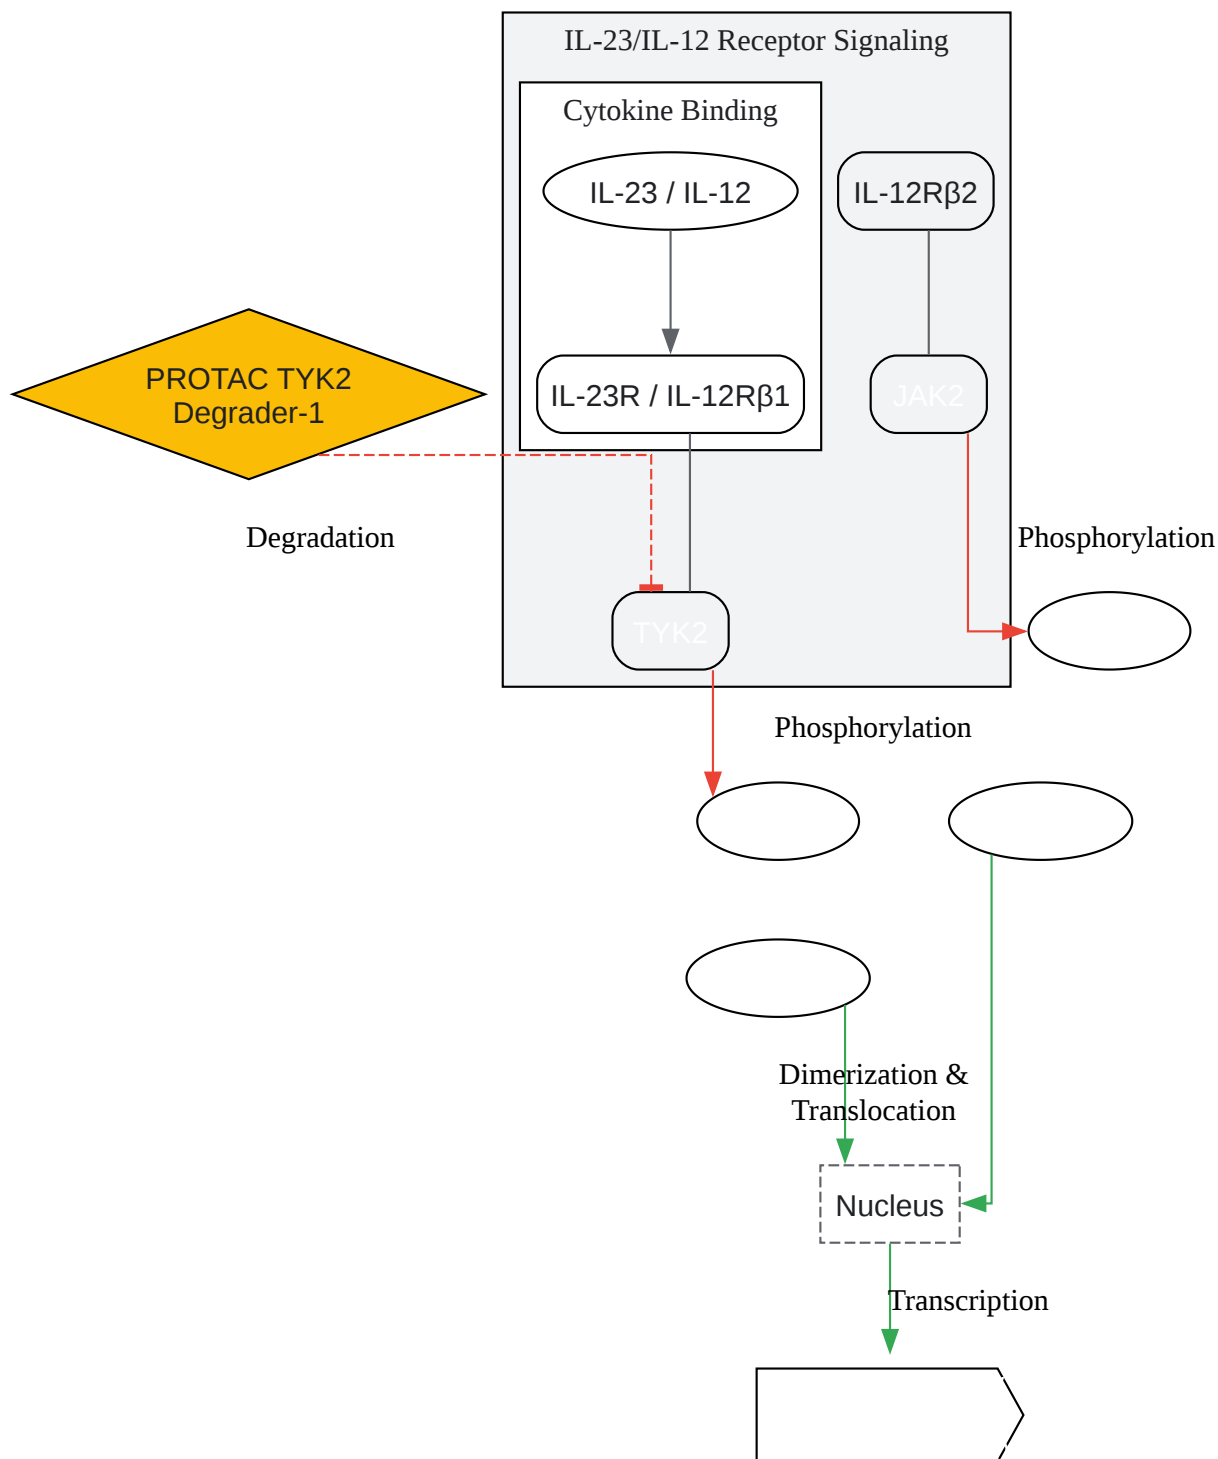 IL-23/IL-12 Receptor Signaling
Cytokine Binding
IL-23 / IL-12
IL-12Rβ2
PROTAC TYK2
Degrader-1
IL-23R / IL-12Rβ1
JAK2
Degradation
Phosphorylation
TYK2
Phosphorylation
Dimerization &
Translocation
Nucleus
Transcription